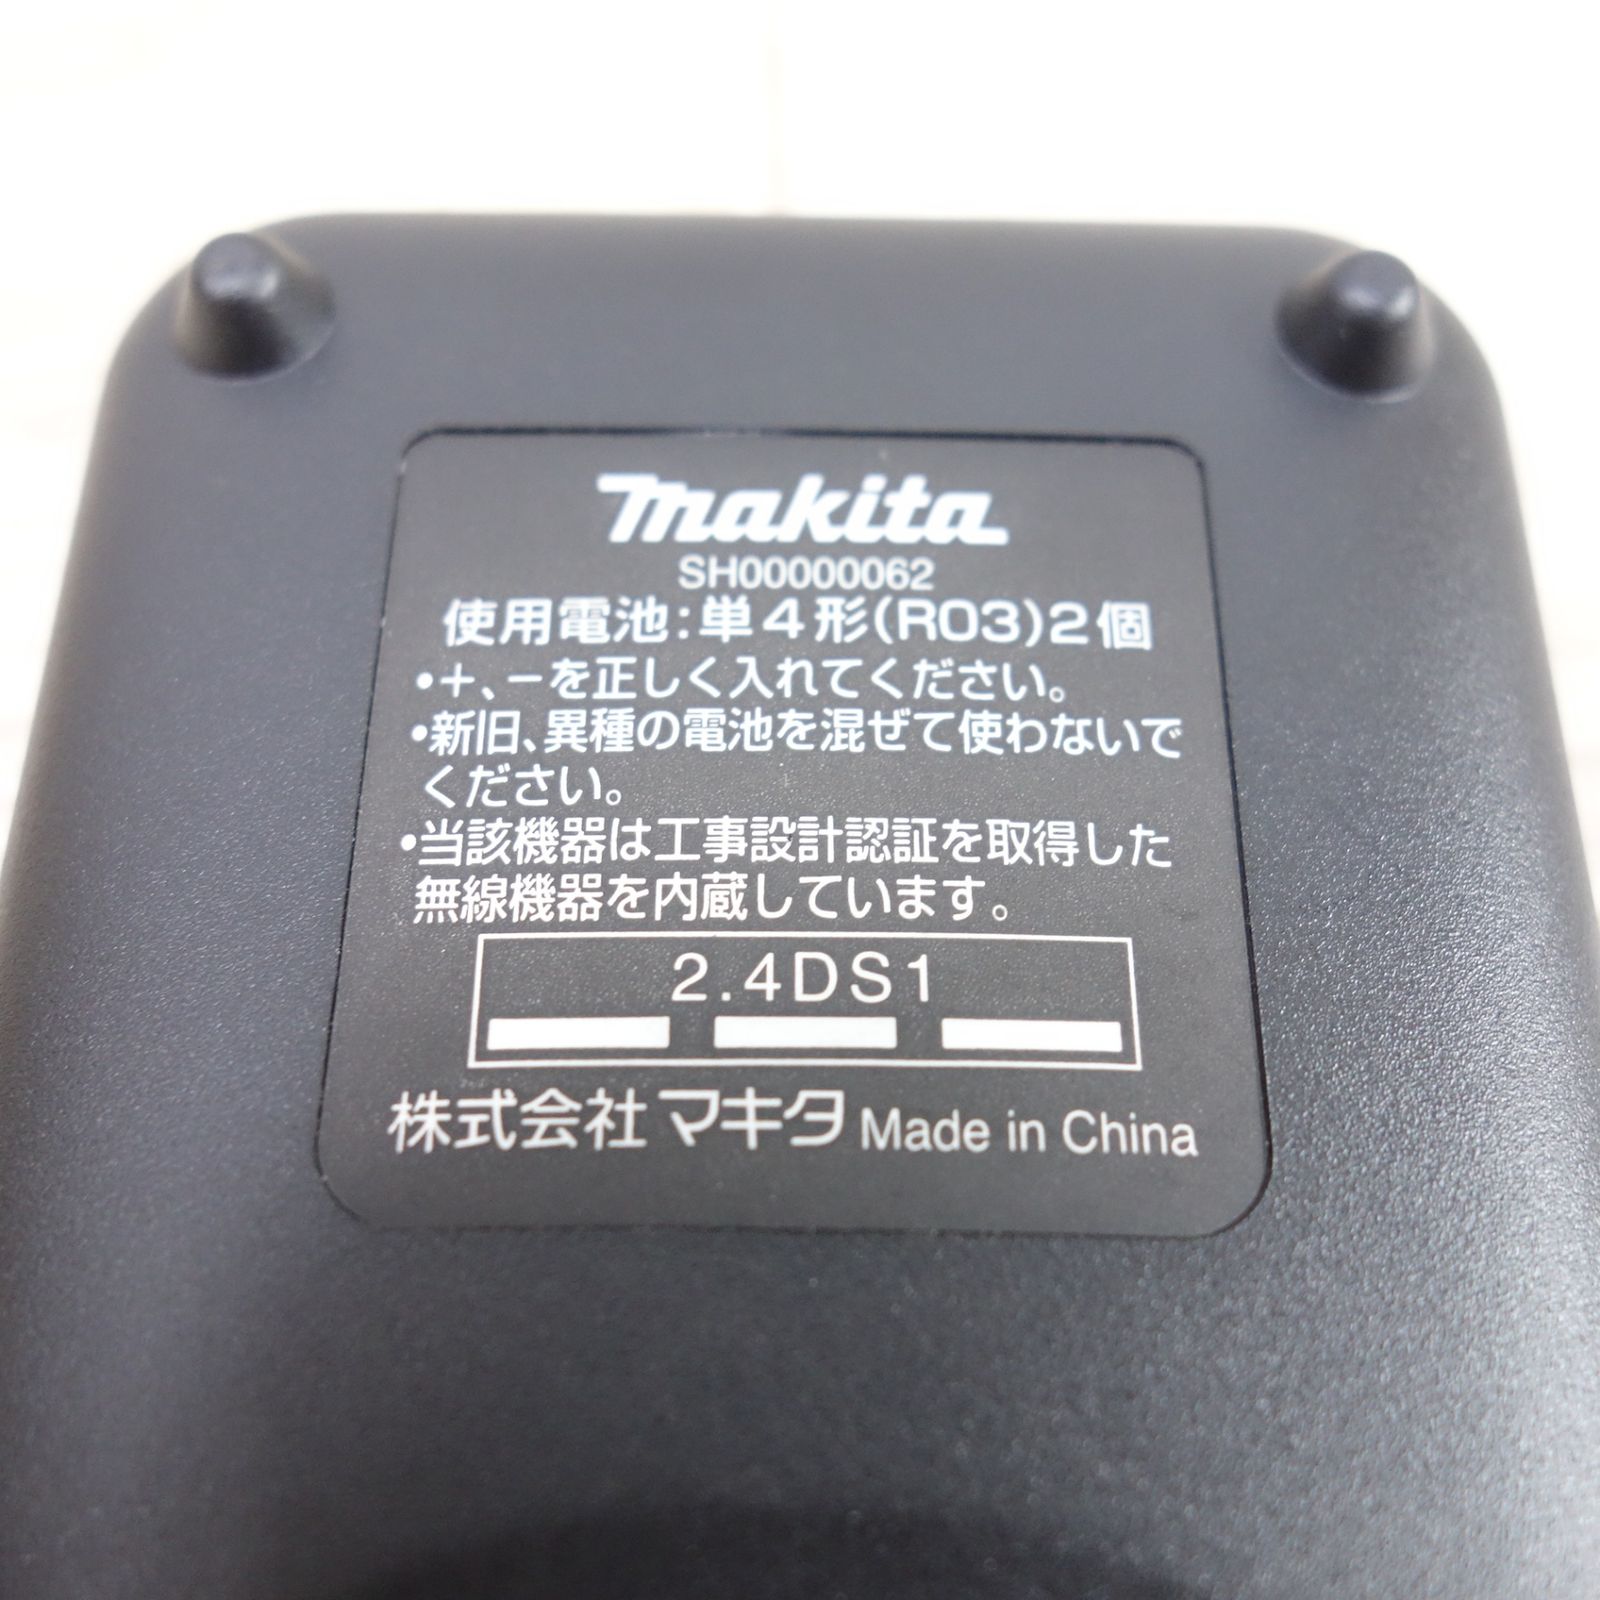 makita
SH00000062
使用電池:単4形(R03)2個
•＋、－を正しく入れてください。
•新旧、異種の電池を混ぜて使わないで
ください。
•当該機器は工事設計認証を取得した
無線機器を内蔵しています。
2.4DS1
株式会社マキタ Made in China